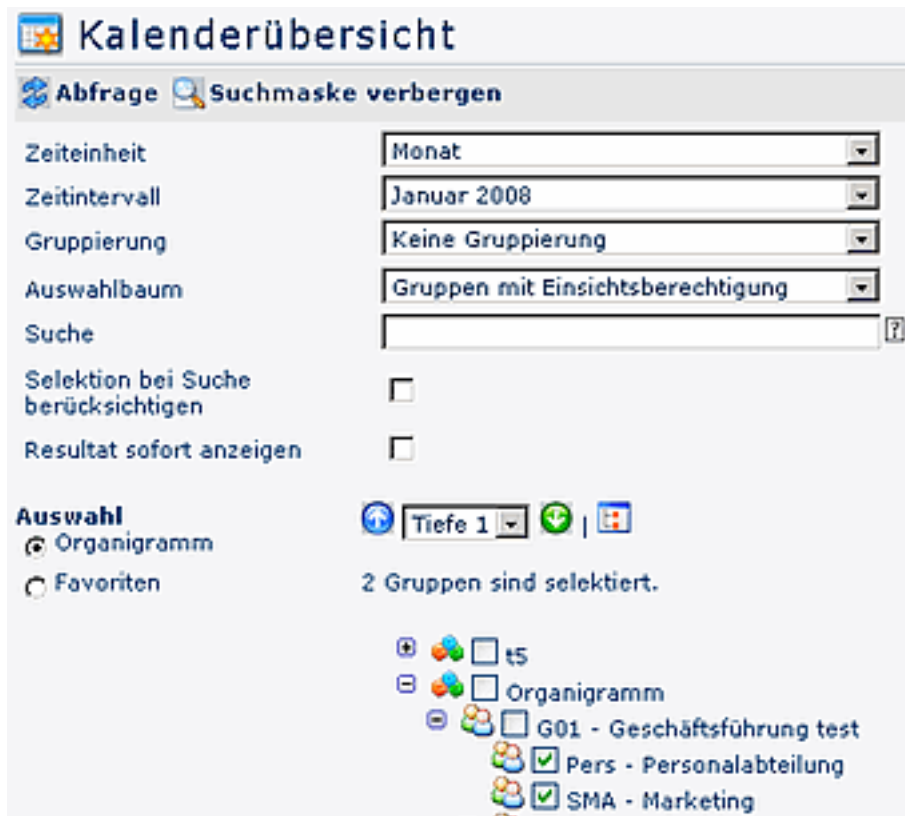 Kalenderübersicht
Abfrage Suchmaske verbergen
Zeiteinheit Monat
Zeitintervall Januar 2008
Gruppierung Keine Gruppierung
Auswahlbaum Gruppen mit Einsichtsberechtigung
Suche ?
Selektion bei Suche
berücksichtigen
Resultat sofort anzeigen
Auswahl Tiefe 1 |
Organigramm
Favoriten 2 Gruppen sind selektiert.
t5
Organigramm
G01 - Geschäftsführung test
Pers - Personalabteilung
SMA - Marketing